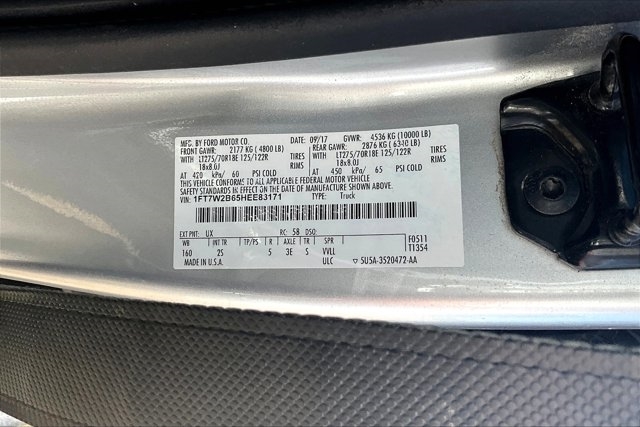 MFG. BY FORD MOTOR CO. DATE: 09/17 GVWR: 4536 KG (10000 LB)
FRONT GAWR: 2177 KG (4800 LB) REAR GAWR: 2876 KG (6340 LB)
WITH LT275/70R18E 125/122R TIRES WITH LT275/70R18E 125/122R TIRES
18x8.0J RIMS 18x8.0J RIMS
AT 420 kPa/ 60 PSI COLD AT 450 kPa/ 65 PSI COLD
THIS VEHICLE CONFORMS TO ALL APPLICABLE FEDERAL MOTOR VEHICLE
SAFETY STANDARDS IN EFFECT ON THE DATE OF MANUFACTURE SHOWN ABOVE.
VIN: 1FT7W2B65HEE83171 TYPE: Truck
EXT PNT: UX RC: 58 DSO: F0511
WB INT TR TP/PS R AXLE TR SPR T1354
160 2S 5 3E S VVLL
MADE IN U.S.A. ULC ▽ 5U5A-3520472-AA